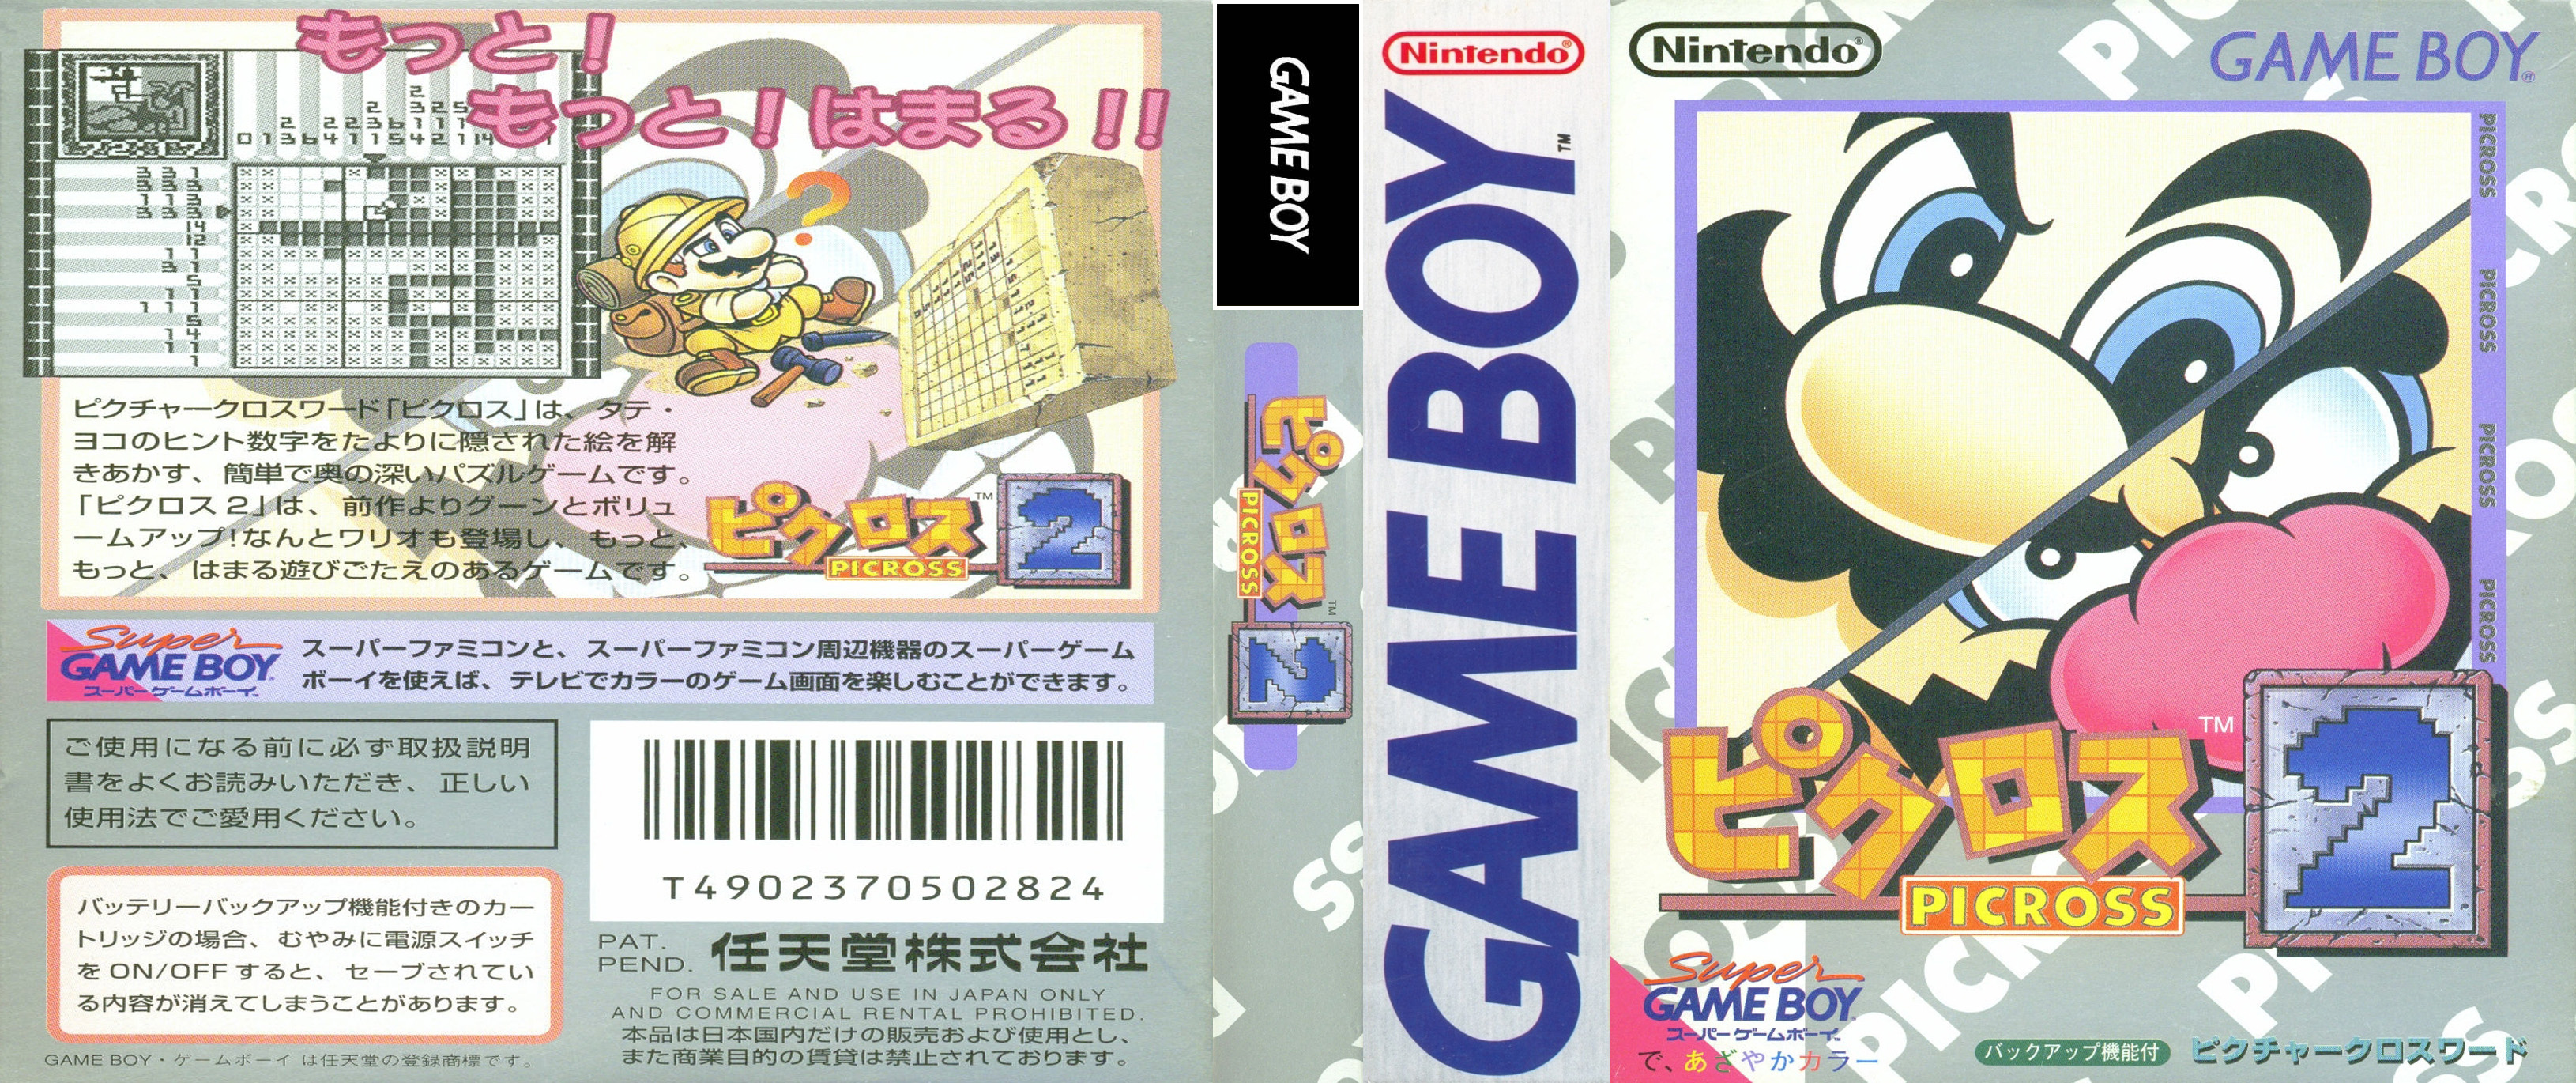 もっと!
もっと!はまる!!
ピクチャークロスワード「ピクロス」は、タテ・
ヨコのヒント数字をたよりに隠された絵を解
きあかす、簡単で奥の深いパズルゲームです。
「ピクロス2」は、前作よりグーンとボリュ
ームアップ!なんとワリオも登場し、もっと、
もっと、はまる遊びごたえのあるゲームです。
ピクロス™ 2
PICROSS
Super
GAME BOY
スーパーゲームボーイ™
スーパーファミコンと、スーパーファミコン周辺機器のスーパーゲーム
ボーイを使えば、テレビでカラーのゲーム画面を楽しむことができます。
ご使用になる前に必ず取扱説明
書をよくお読みいただき、正しい
使用法でご愛用ください。
バッテリーバックアップ機能付きのカー
トリッジの場合、むやみに電源スイッチ
を ON/OFF すると、セーブされてい
る内容が消えてしまうことがあります。
GAME BOY・ゲームボーイ は任天堂の登録商標です。
T4902370502824
PAT.
PEND.
任天堂株式会社
FOR SALE AND USE IN JAPAN ONLY
AND COMMERCIAL RENTAL PROHIBITED.
本品は日本国内だけの販売および使用とし、
また商業目的の賃貸は禁止されております。
GAME BOY
ピクロス™ 2
PICROSS
Nintendo®
GAME BOY™
Nintendo®
GAME BOY®
PICROSS
PICROSS
PICROSS
PICROSS
ピクロス™ 2
PICROSS
Super
GAME BOY
スーパーゲームボーイ™
で、あざやかカラー
バックアップ機能付
ピクチャークロスワード